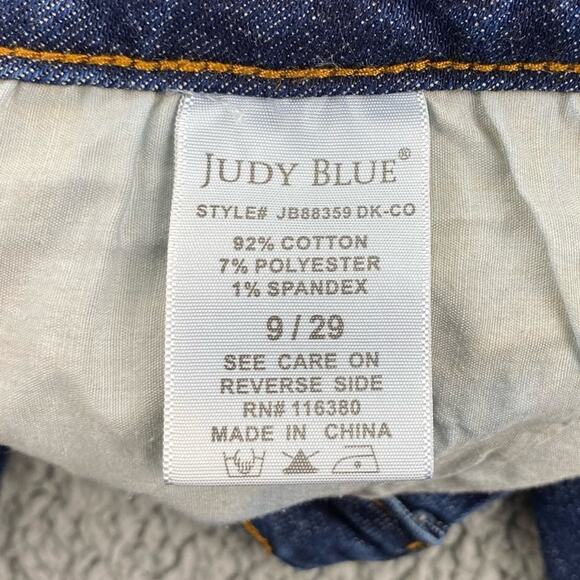 JUDY BLUE®
STYLE# JB88359 DK-CO
92% COTTON
7% POLYESTER
1% SPANDEX
9 / 29
SEE CARE ON
REVERSE SIDE
RN# 116380
MADE IN CHINA